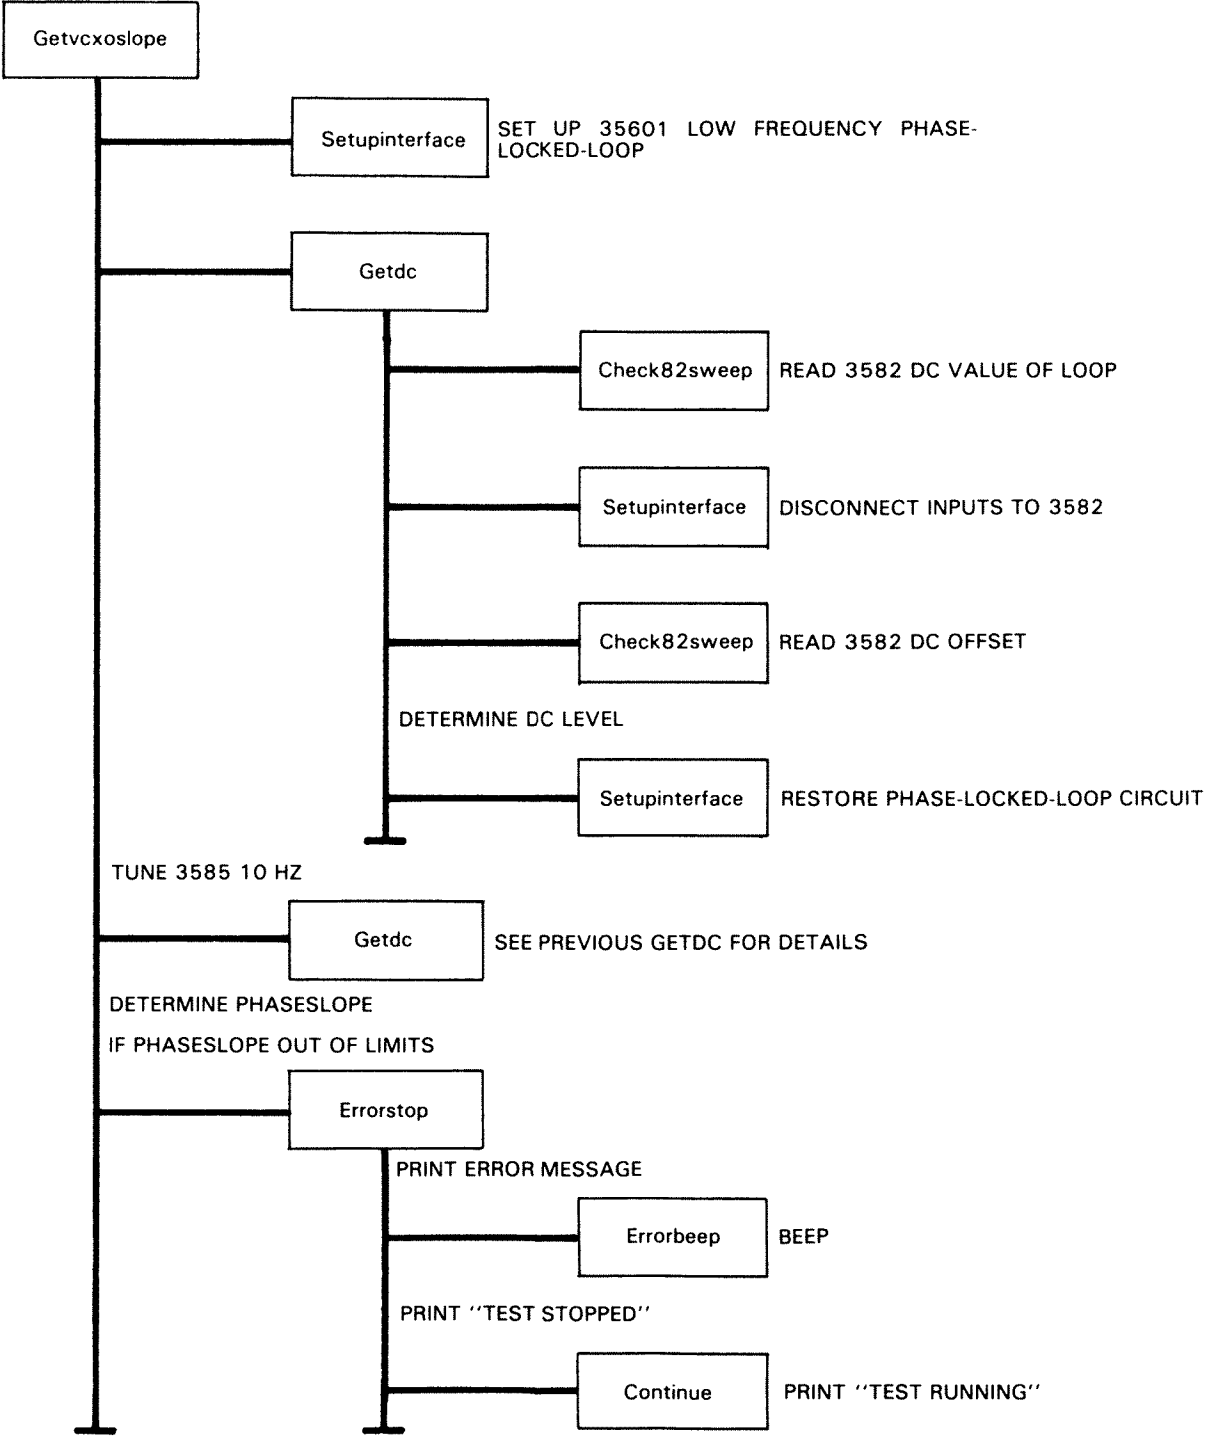 Getvcxoslope
Setupinterface
SET UP 35601 LOW FREQUENCY PHASE-
LOCKED-LOOP
Getdc
Check82sweep
READ 3582 DC VALUE OF LOOP
Setupinterface
DISCONNECT INPUTS TO 3582
Check82sweep
READ 3582 DC OFFSET
DETERMINE DC LEVEL
Setupinterface
RESTORE PHASE-LOCKED-LOOP CIRCUIT
TUNE 3585 10 HZ
Getdc
SEE PREVIOUS GETDC FOR DETAILS
DETERMINE PHASESLOPE
IF PHASESLOPE OUT OF LIMITS
Errorstop
PRINT ERROR MESSAGE
Errorbeep
BEEP
PRINT ''TEST STOPPED''
Continue
PRINT ''TEST RUNNING''